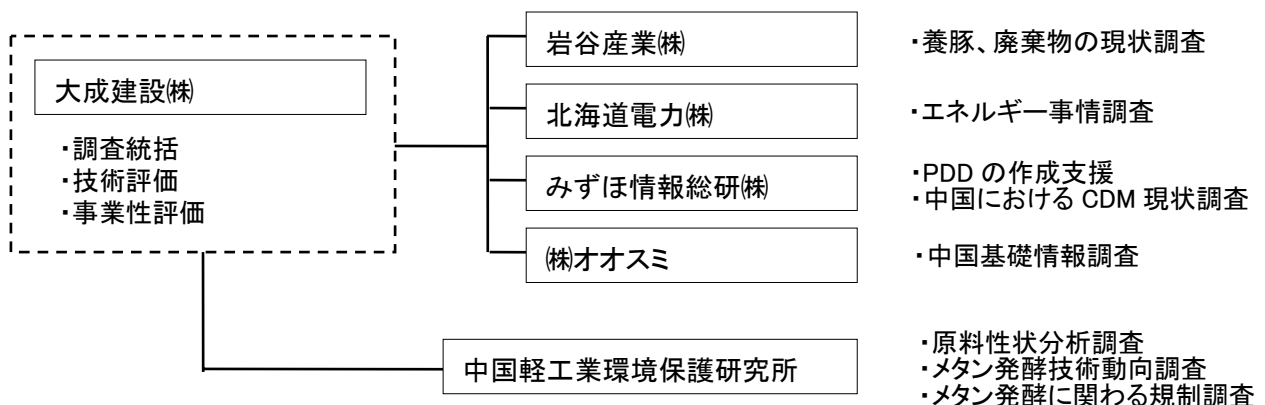 大成建設㈱
・調査統括
・技術評価
・事業性評価
岩谷産業㈱
・養豚、廃棄物の現状調査
北海道電力㈱
・エネルギー事情調査
みずほ情報総研㈱
・PDD の作成支援
・中国における CDM 現状調査
㈱オオスミ
・中国基礎情報調査
中国軽工業環境保護研究所
・原料性状分析調査
・メタン発酵技術動向調査
・メタン発酵に関わる規制調査